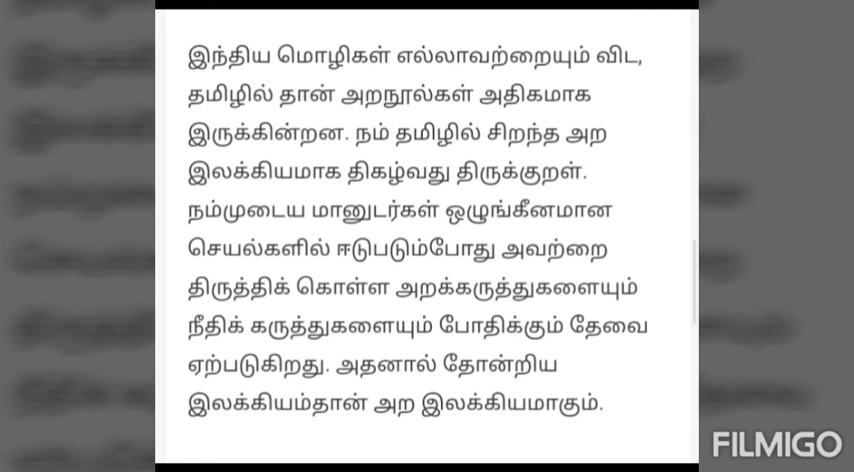 இந்திய மொழிகள் எல்லாவற்றையும் விட,
தமிழில் தான் அறநூல்கள் அதிகமாக
இருக்கின்றன. நம் தமிழில் சிறந்த அற
இலக்கியமாக திகழ்வது திருக்குறள்.
நம்முடைய மானுடர்கள் ஒழுங்கீனமான
செயல்களில் ஈடுபடும்போது அவற்றை
திருத்திக் கொள்ள அறக்கருத்துகளையும்
நீதிக் கருத்துகளையும் போதிக்கும் தேவை
ஏற்படுகிறது. அதனால் தோன்றிய
இலக்கியம்தான் அற இலக்கியமாகும்.
FILMIGO